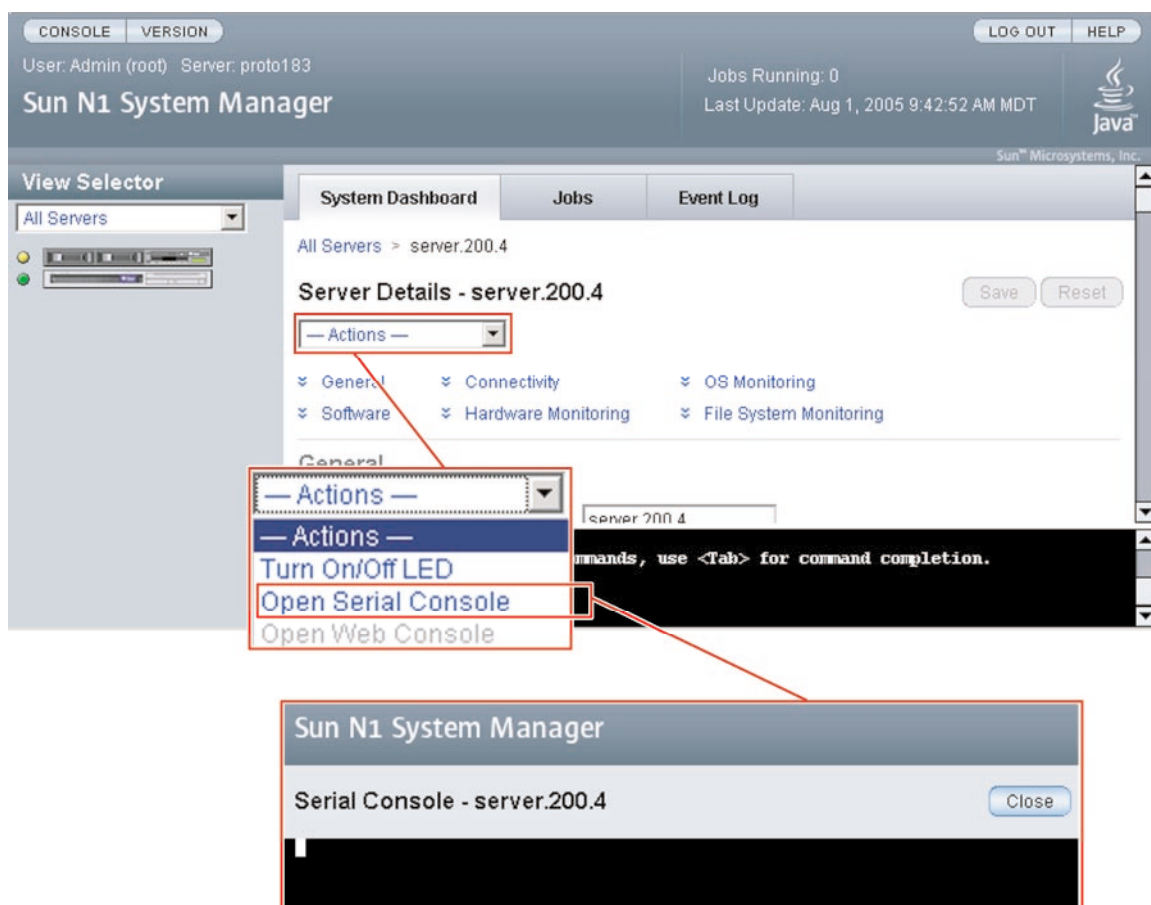 CONSOLE VERSION LOG OUT HELP
User: Admin (root) Server: proto183
Sun N1 System Manager
Jobs Running: 0
Last Update: Aug 1, 2005 9:42:52 AM MDT
Java™
Sun™ Microsystems, Inc.
View Selector
All Servers
System Dashboard Jobs Event Log
All Servers > server.200.4
Server Details - server.200.4
Save Reset
— Actions —
General Connectivity OS Monitoring
Software Hardware Monitoring File System Monitoring
General
server.200.4
— Actions —
— Actions —
Turn On/Off LED
Open Serial Console
Open Web Console
mmands, use <Tab> for command completion.
Sun N1 System Manager
Serial Console - server.200.4
Close